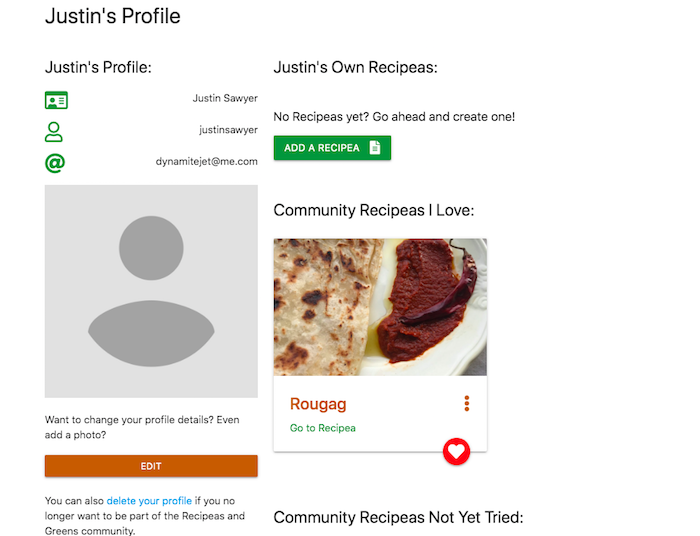 Justin's Profile
Justin's Profile:
Justin Sawyer
justinsawyer
dynamitejet@me.com
Want to change your profile details? Even
add a photo?
EDIT
You can also delete your profile if you no
longer want to be part of the Recipeas and
Greens community.
Justin's Own Recipeas:
No Recipeas yet? Go ahead and create one!
ADD A RECIPEA
Community Recipeas I Love:
Rougag
Go to Recipea
Community Recipeas Not Yet Tried: